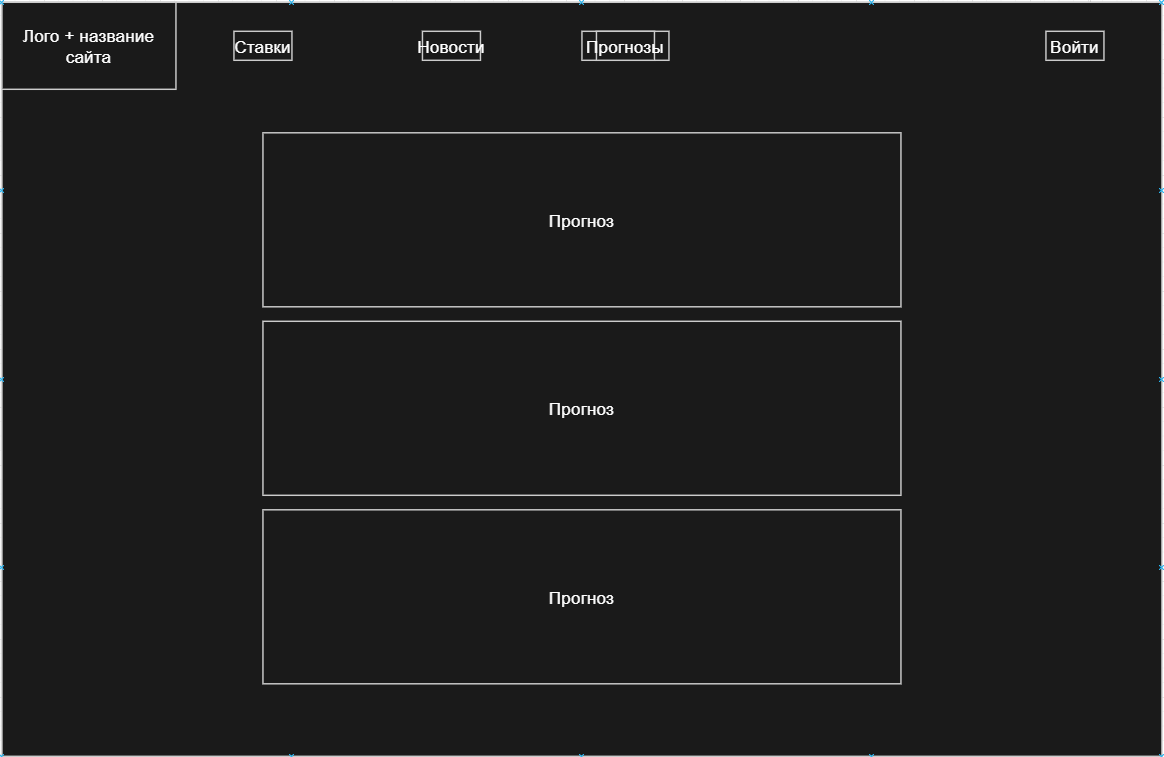 Лого + название
сайта
Ставки
Новости
Прогнозы
Войти
Прогноз
Прогноз
Прогноз